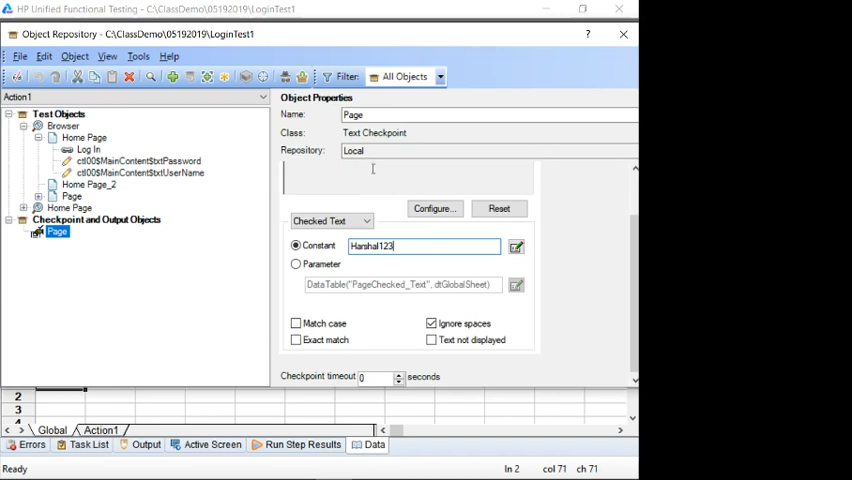 HP Unified Functional Testing - C:\ClassDemo\05192019\LoginTest1
Object Repository - C:\ClassDemo\05192019\LoginTest1
File Edit Object View Tools Help
Filter: All Objects
Action1
Object Properties
Test Objects
Browser
Home Page
Log In
ctl00$MainContent$txtPassword
ctl00$MainContent$txtUserName
Home Page_2
Page
Home Page
Checkpoint and Output Objects
Page
Name: Page
Class: Text Checkpoint
Repository: Local
Configure... Reset
Checked Text
Constant Harshal123
Parameter
DataTable("PageChecked_Text", dtGlobalSheet)
Match case Ignore spaces
Exact match Text not displayed
Checkpoint timeout 0 seconds
2
3
4
Global Action1
Errors Task List Output Active Screen Run Step Results Data
Ready ln 2 col 71 ch 71